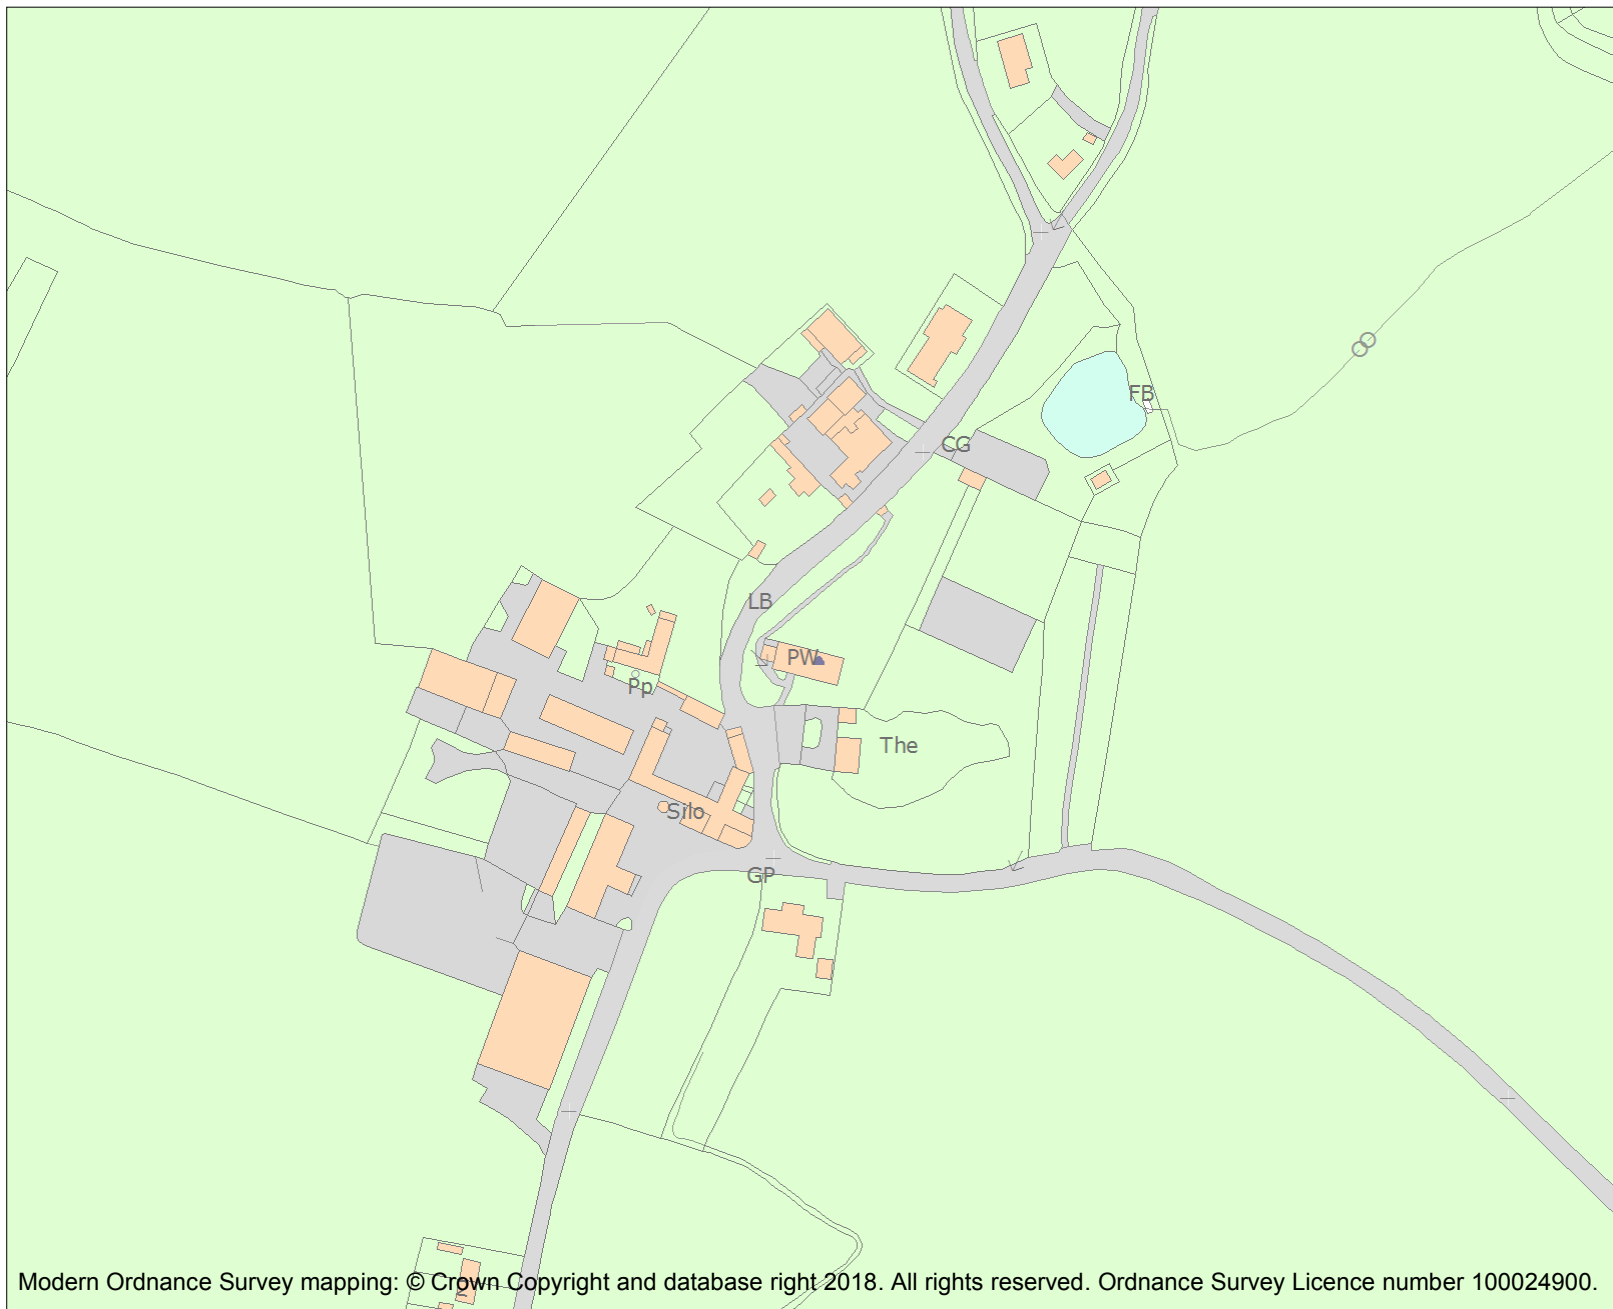 FB
CG
LB
PW
Pp
The
Silo
GP
Modern Ordnance Survey mapping: © Crown Copyright and database right 2018. All rights reserved. Ordnance Survey Licence number 100024900.